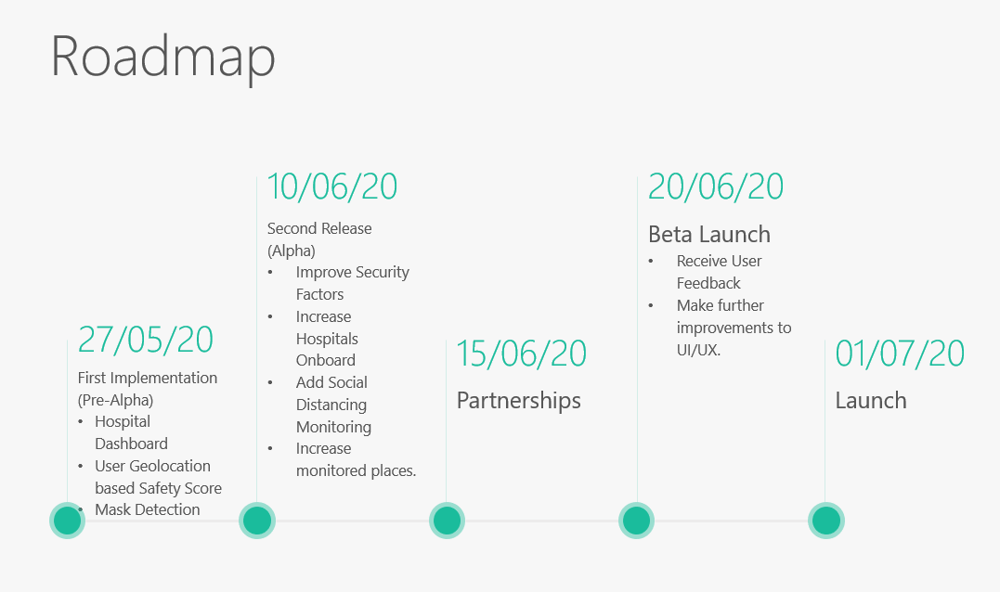 Roadmap
27/05/20
First Implementation
(Pre-Alpha)
• Hospital
Dashboard
• User Geolocation
based Safety Score
• Mask Detection
10/06/20
Second Release
(Alpha)
• Improve Security
Factors
• Increase
Hospitals
Onboard
• Add Social
Distancing
Monitoring
• Increase
monitored places.
15/06/20
Partnerships
20/06/20
Beta Launch
• Receive User
Feedback
• Make further
improvements to
UI/UX.
01/07/20
Launch